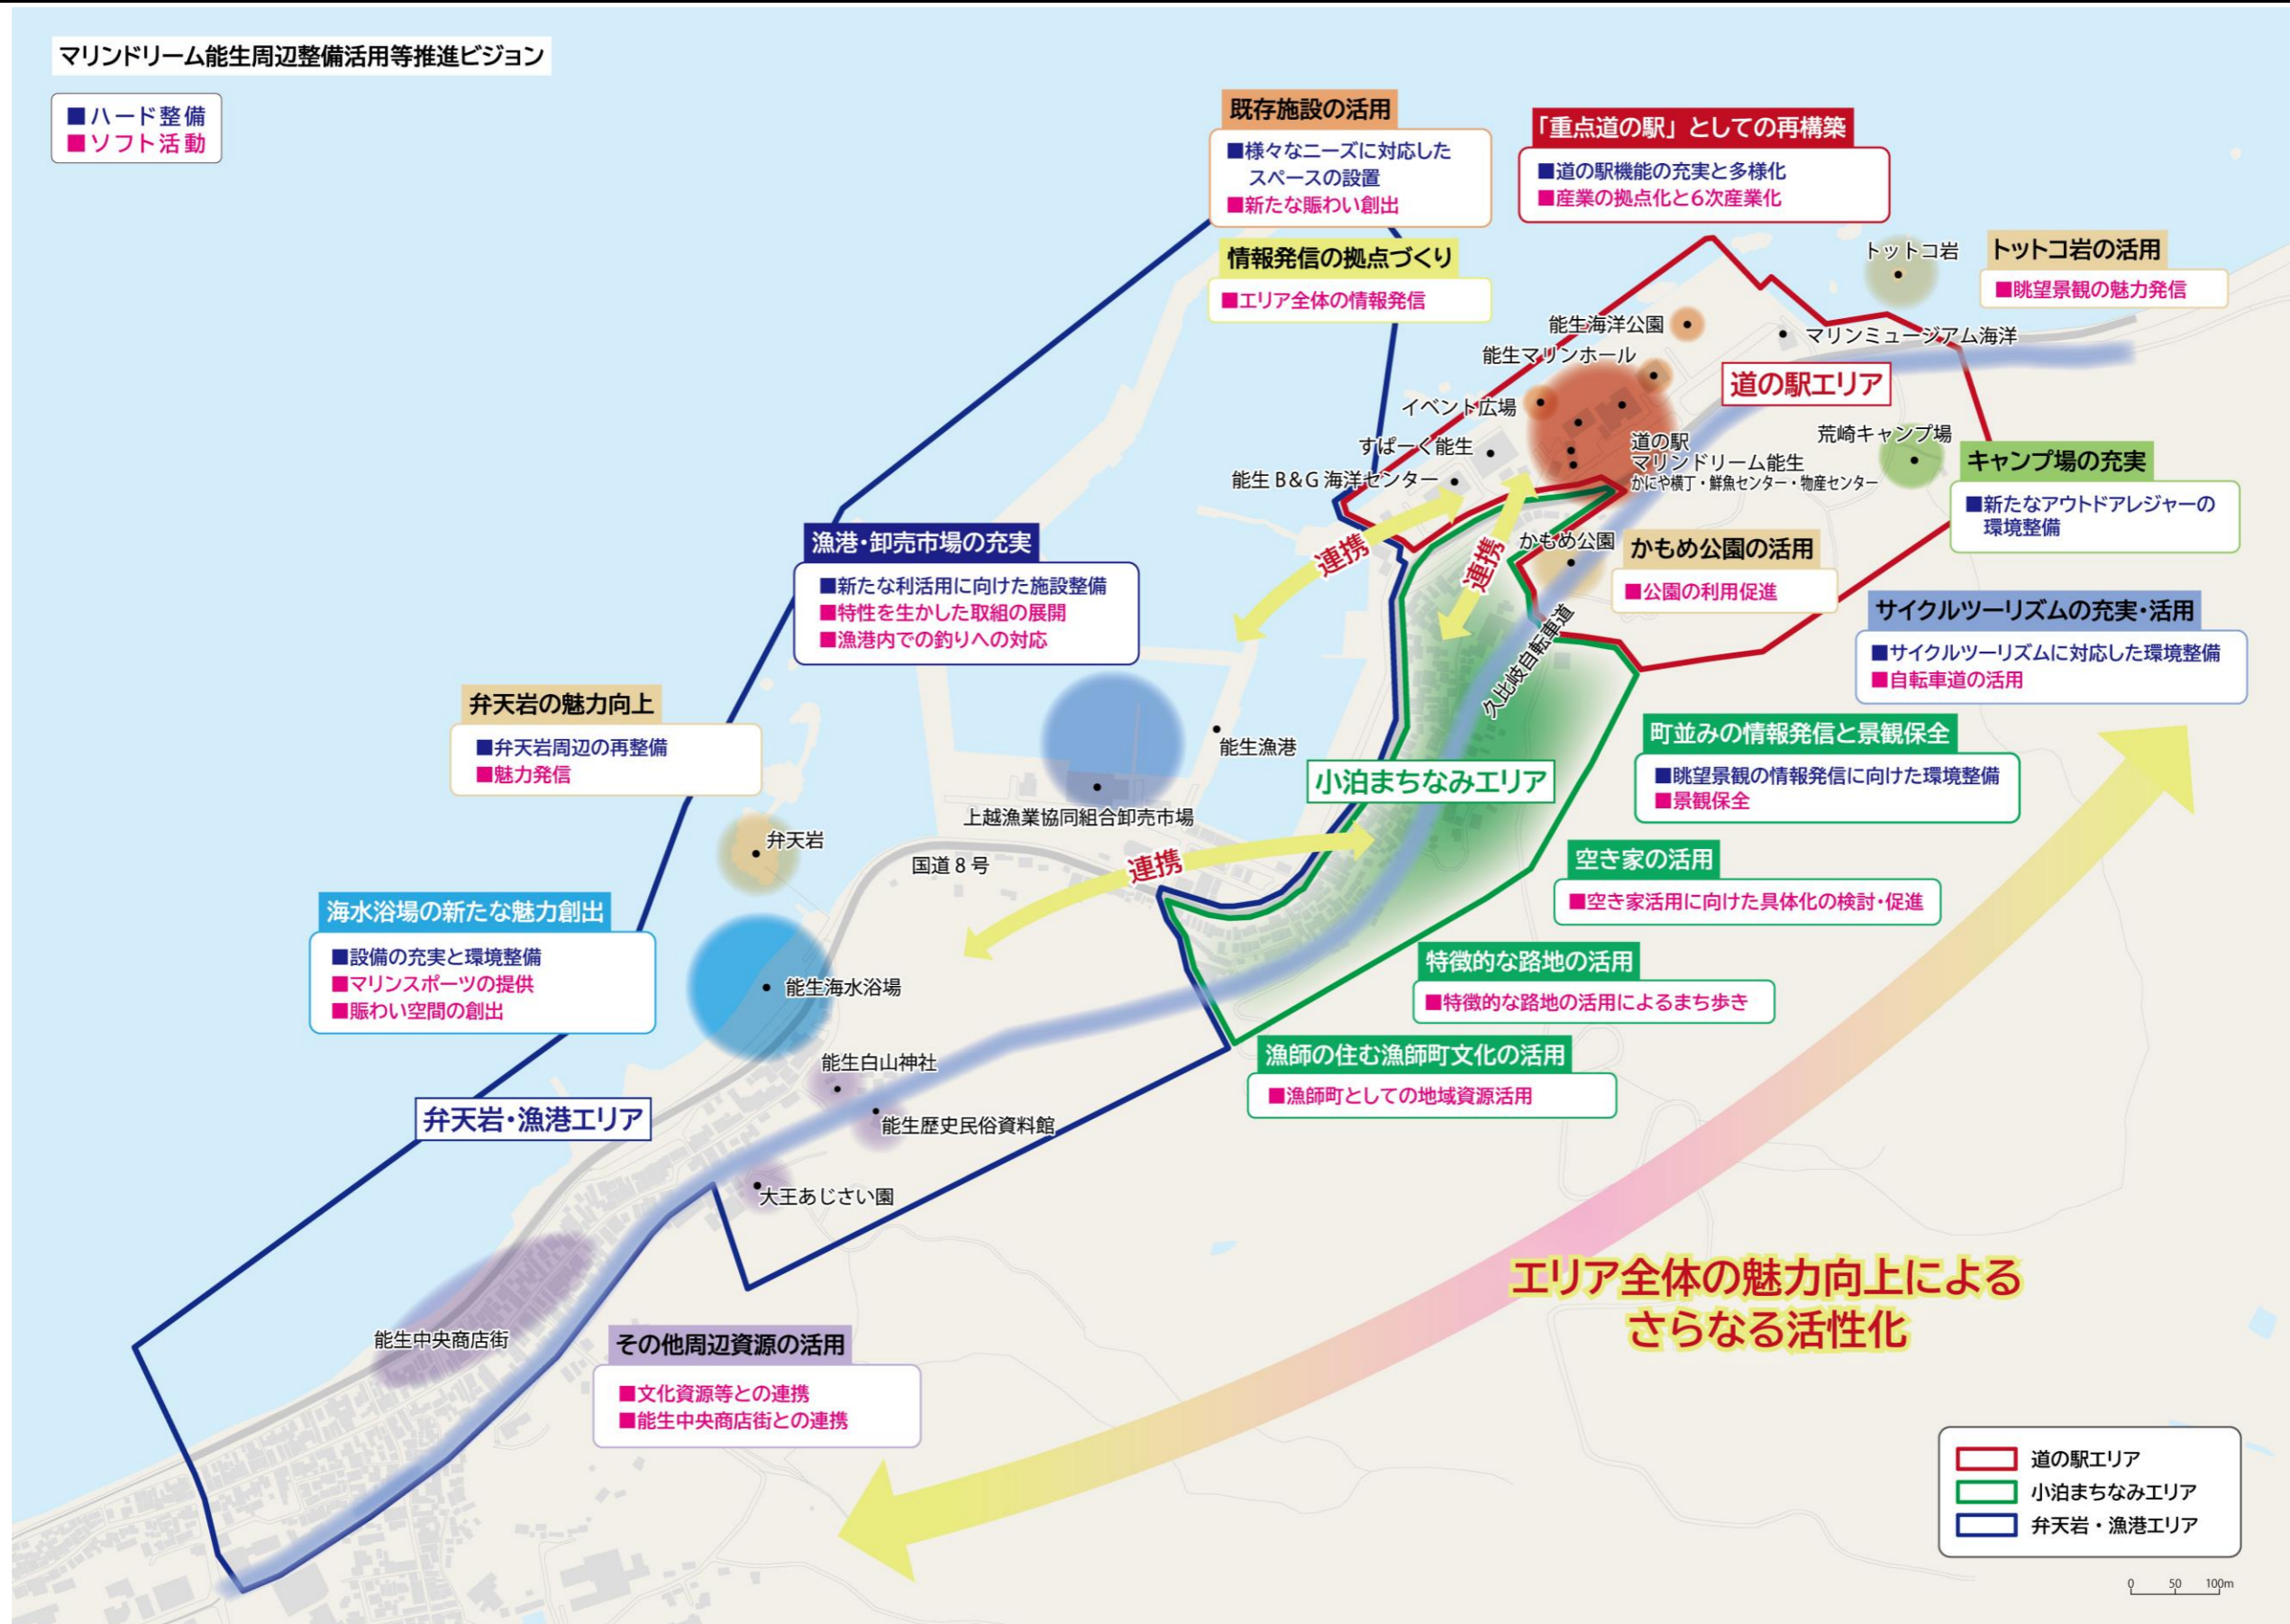 マリンドリーム能生周辺整備活用等推進ビジョン
■ハード整備
■ソフト活動
既存施設の活用
■様々なニーズに対応した
スペースの設置
■新たな賑わい創出
情報発信の拠点づくり
■エリア全体の情報発信
「重点道の駅」としての再構築
■道の駅機能の充実と多様化
■産業の拠点化と6次産業化
トットコ岩
トットコ岩の活用
■眺望景観の魅力発信
能生海洋公園
マリンミュージアム海洋
能生マリンホール
道の駅エリア
イベント広場
すぱーく能生
能生B&G海洋センター
道の駅
マリンドリーム能生
かにや横丁・鮮魚センター・物産センター
荒崎キャンプ場
キャンプ場の充実
■新たなアウトドアレジャーの
環境整備
連携
連携
かもめ公園
かもめ公園の活用
■公園の利用促進
久比岐自転車道
サイクルツーリズムの充実・活用
■サイクルツーリズムに対応した環境整備
■自転車道の活用
漁港・卸売市場の充実
■新たな利活用に向けた施設整備
■特性を生かした取組の展開
■漁港内での釣りへの対応
弁天岩の魅力向上
■弁天岩周辺の再整備
■魅力発信
能生漁港
上越漁業協同組合卸売市場
小泊まちなみエリア
町並みの情報発信と景観保全
■眺望景観の情報発信に向けた環境整備
■景観保全
弁天岩
国道8号
連携
空き家の活用
■空き家活用に向けた具体化の検討・促進
海水浴場の新たな魅力創出
■設備の充実と環境整備
■マリンスポーツの提供
■賑わい空間の創出
能生海水浴場
特徴的な路地の活用
■特徴的な路地の活用によるまち歩き
漁師の住む漁師町文化の活用
■漁師町としての地域資源活用
能生白山神社
能生歴史民俗資料館
弁天岩・漁港エリア
大王あじさい園
能生中央商店街
その他周辺資源の活用
■文化資源等との連携
■能生中央商店街との連携
エリア全体の魅力向上による
さらなる活性化
道の駅エリア
小泊まちなみエリア
弁天岩・漁港エリア
0 50 100m